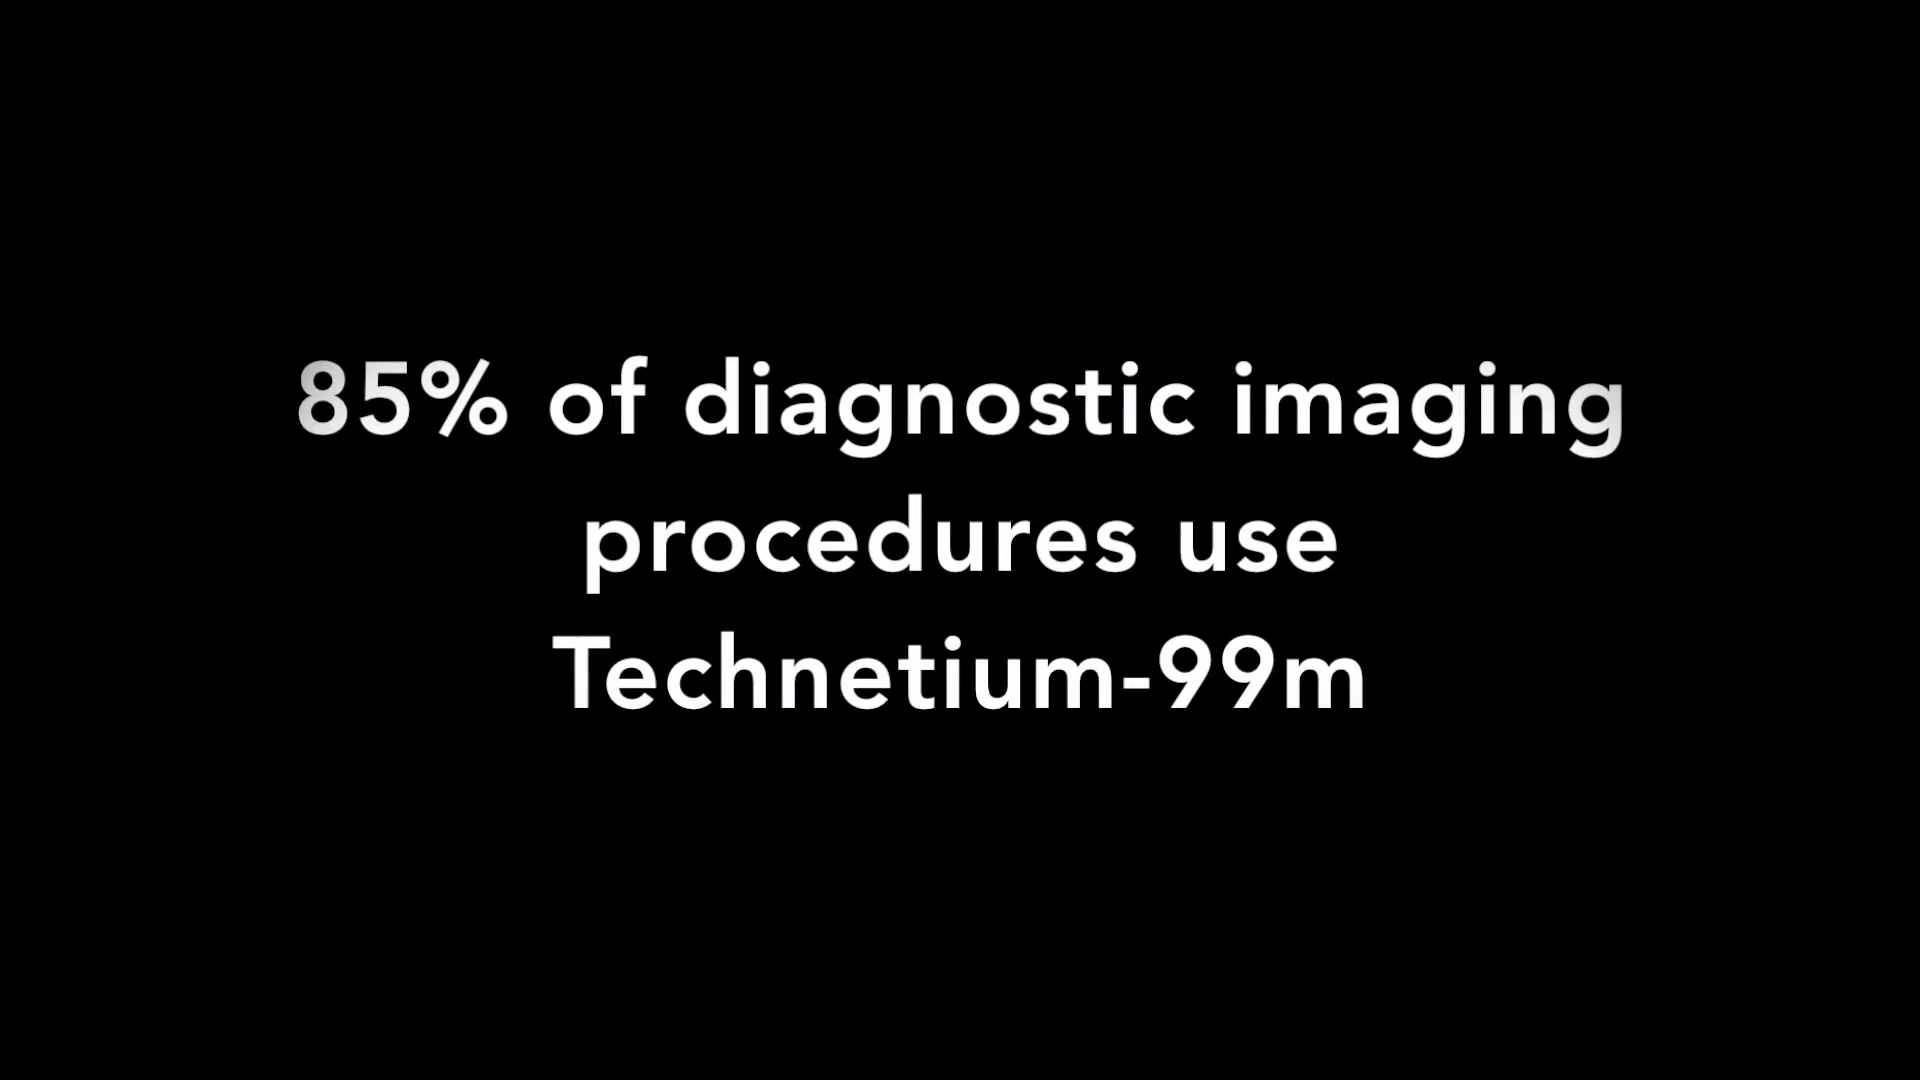 85% of diagnostic imaging
procedures use
Technetium-99m